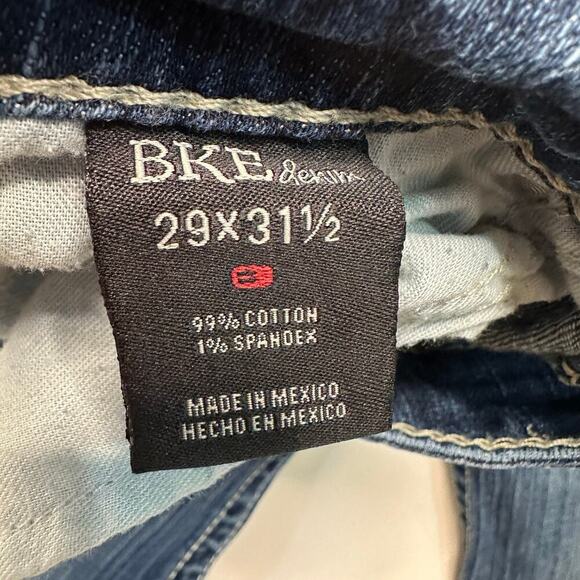 BKE denim
29X31½
B
99% COTTON
1% SPANDEX
MADE IN MEXICO
HECHO EN MEXICO